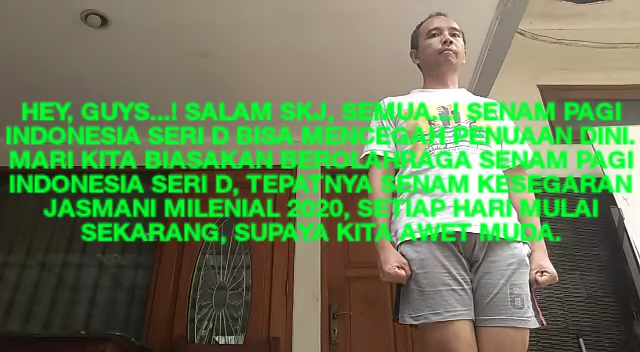 HEY, GUYS...! SALAM SKJ, SEMUA...! SENAM PAGI
INDONESIA SERI D BISA MENCEGAH PENUAAN DINI.
MARI KITA BIASAKAN BEROLAHRAGA SENAM PAGI
INDONESIA SERI D, TEPATNYA SENAM KESEGARAN
JASMANI MILENIAL 2020, SETIAP HARI MULAI
SEKARANG, SUPAYA KITA AWET MUDA.